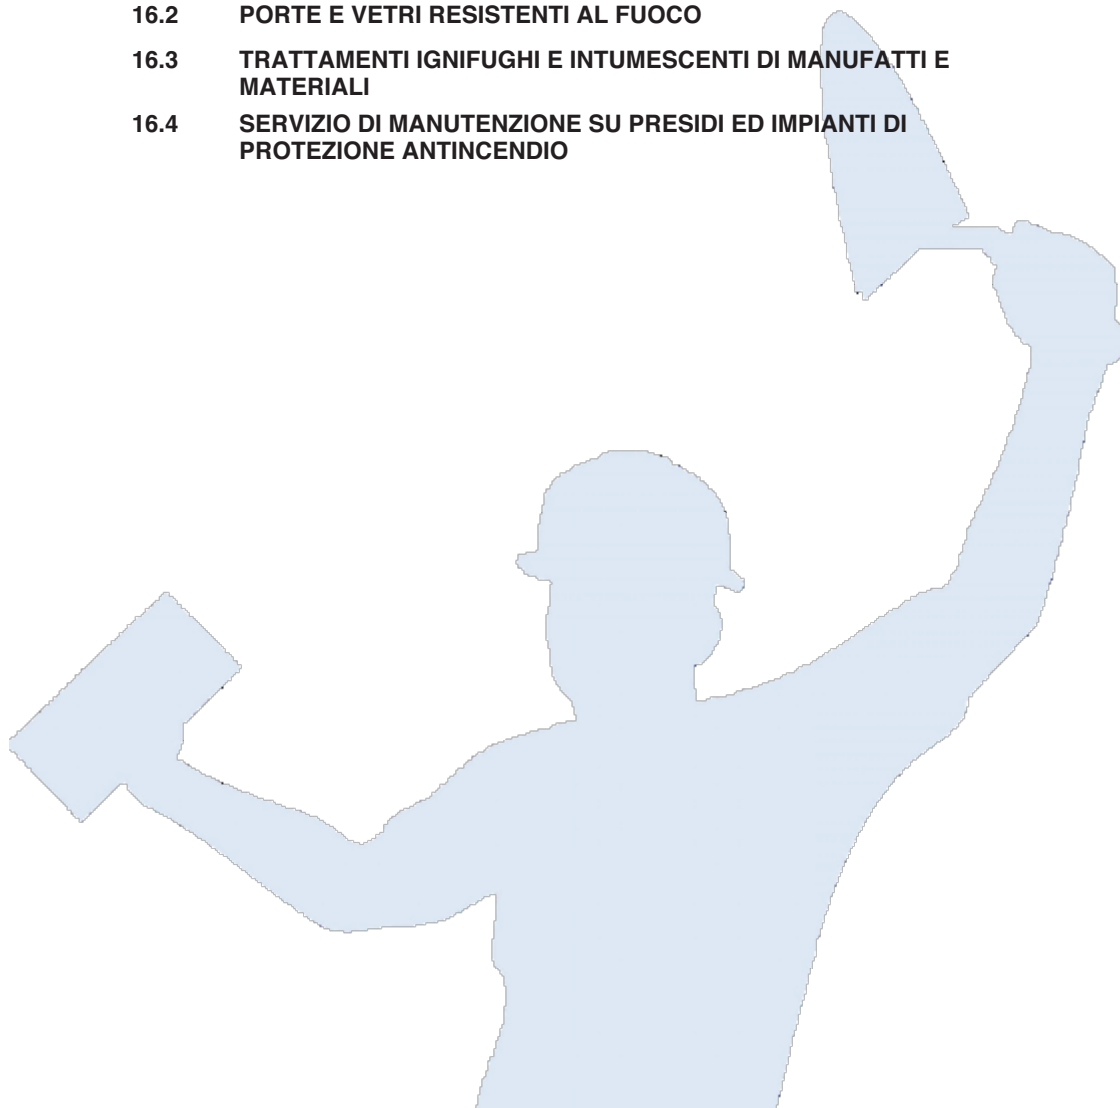 16.2 PORTE E VETRI RESISTENTI AL FUOCO
16.3 TRATTAMENTI IGNIFUGHI E INTUMESCENTI DI MANUFATTI E
MATERIALI
16.4 SERVIZIO DI MANUTENZIONE SU PRESIDI ED IMPIANTI DI
PROTEZIONE ANTINCENDIO